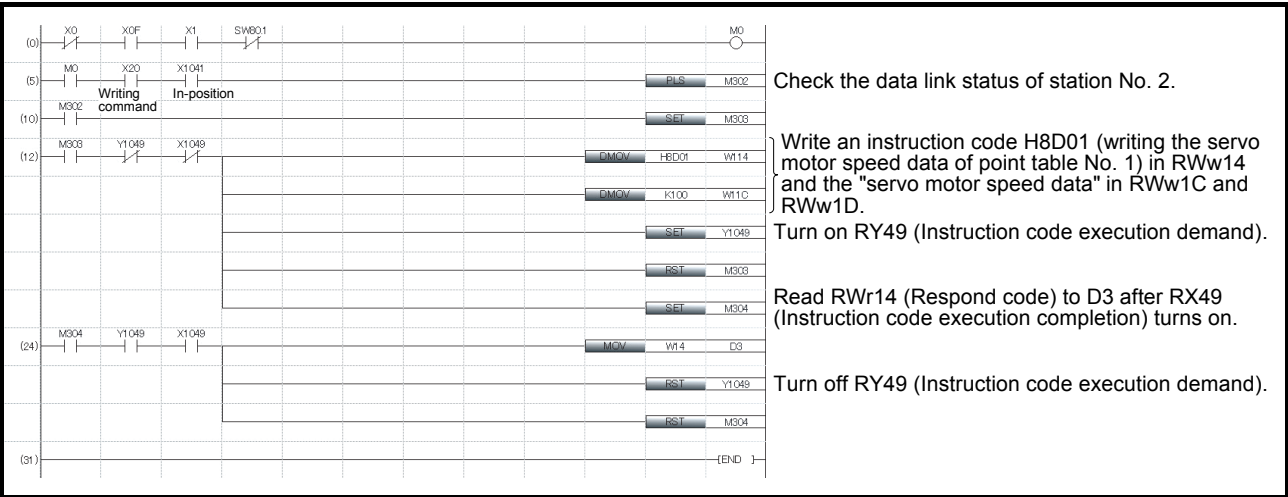 X0 X0F X1 SW80.1 M0
(0)
M0 X20 X1041
(5) PLS M302 Check the data link status of station No. 2.
Writing In-position
M302 command
(10) SET M303
M303 Y1049 X1049
(12) DMOV H8D01 W114
Write an instruction code H8D01 (writing the servo
motor speed data of point table No. 1) in RWw14
and the "servo motor speed data" in RWw1C and
RWw1D.
DMOV K100 W11C
SET Y1049 Turn on RY49 (Instruction code execution demand).
RST M303
SET M304
Read RWr14 (Respond code) to D3 after RX49
(Instruction code execution completion) turns on.
M304 Y1049 X1049
(24) MOV W14 D3
RST Y1049 Turn off RY49 (Instruction code execution demand).
RST M304
(31) [END ]